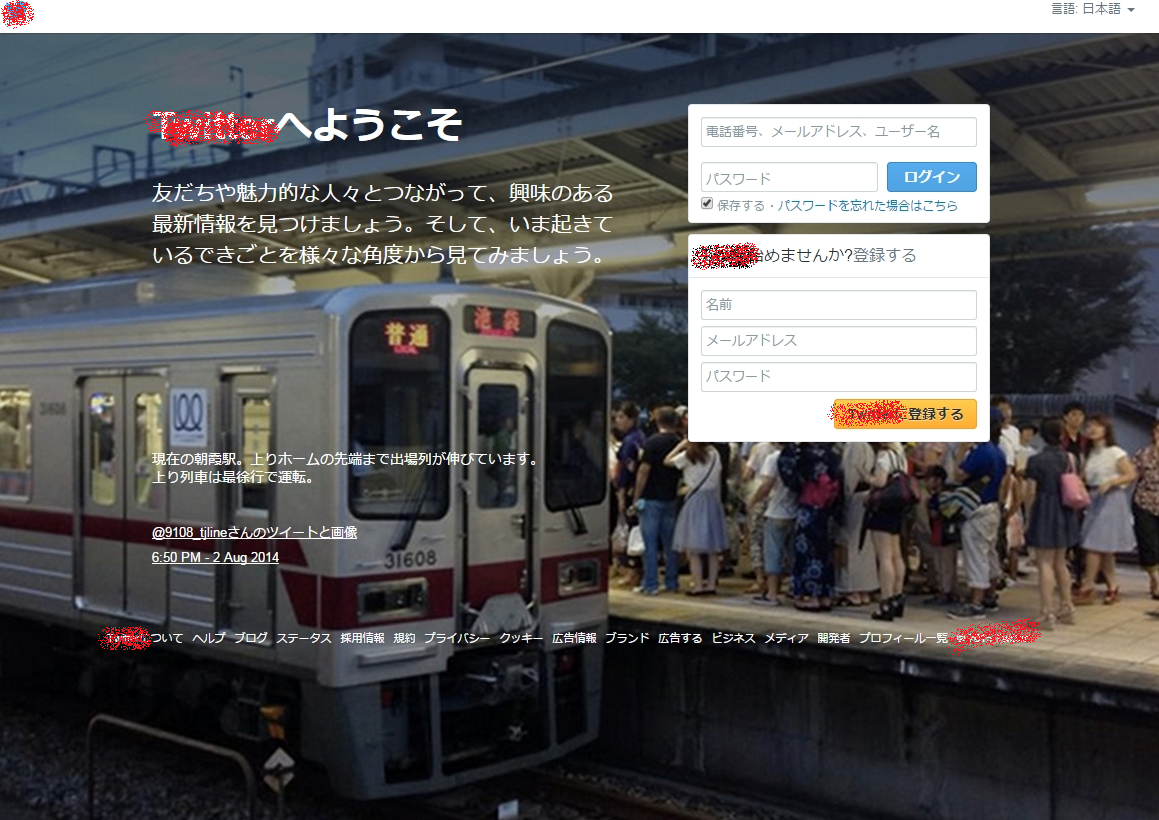 言語: 日本語
へようこそ
友だちや魅力的な人々とつながって、興味のある
最新情報を見つけましょう。そして、いま起きて
いるできごとを様々な角度から見てみましょう。
電話番号、メールアドレス、ユーザー名
パスワード
ログイン
保存する・パスワードを忘れた場合はこちら
始めませんか?登録する
名前
メールアドレス
パスワード
Twitterに登録する
普通
池袋
31608
現在の朝霞駅。上りホームの先端まで出場列が伸びています。
上り列車は最徐行で運転。
@9108_tjlineさんのツイートと画像
6:50 PM - 2 Aug 2014
31608
ついて ヘルプ ブログ ステータス 採用情報 規約 プライバシー クッキー 広告情報 ブランド 広告する ビジネス メディア 開発者 プロフィール一覧